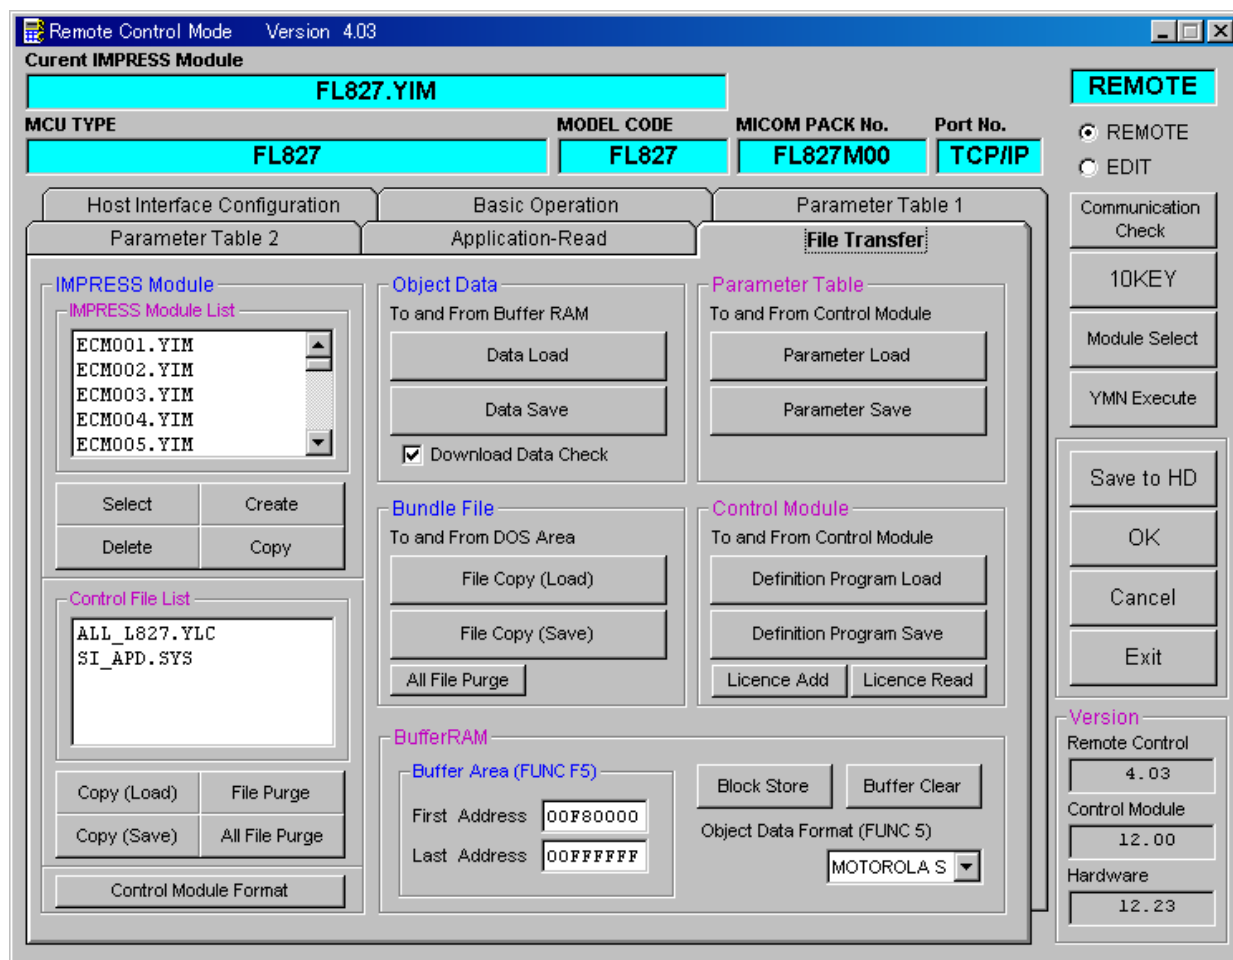 Remote Control Mode Version 4.03
Curent IMPRESS Module
FL827.YIM
REMOTE
MCU TYPE
MODEL CODE
MICOM PACK No.
Port No.
FL827
FL827
FL827M00
TCP/IP
REMOTE
EDIT
Host Interface Configuration
Basic Operation
Parameter Table 1
Parameter Table 2
Application-Read
File Transfer
IMPRESS Module
IMPRESS Module List
ECM001.YIM
ECM002.YIM
ECM003.YIM
ECM004.YIM
ECM005.YIM
Select
Create
Delete
Copy
Control File List
ALL_L827.YLC
SI_APD.SYS
Copy (Load)
File Purge
Copy (Save)
All File Purge
Control Module Format
Object Data
To and From Buffer RAM
Data Load
Data Save
Download Data Check
Parameter Table
To and From Control Module
Parameter Load
Parameter Save
Bundle File
To and From DOS Area
File Copy (Load)
File Copy (Save)
All File Purge
Control Module
To and From Control Module
Definition Program Load
Definition Program Save
Licence Add
Licence Read
BufferRAM
Buffer Area (FUNC F5)
First Address
00F80000
Last Address
00FFFFFF
Block Store
Buffer Clear
Object Data Format (FUNC 5)
MOTOROLA S
Communication
Check
10KEY
Module Select
YMN Execute
Save to HD
OK
Cancel
Exit
Version
Remote Control
4.03
Control Module
12.00
Hardware
12.23